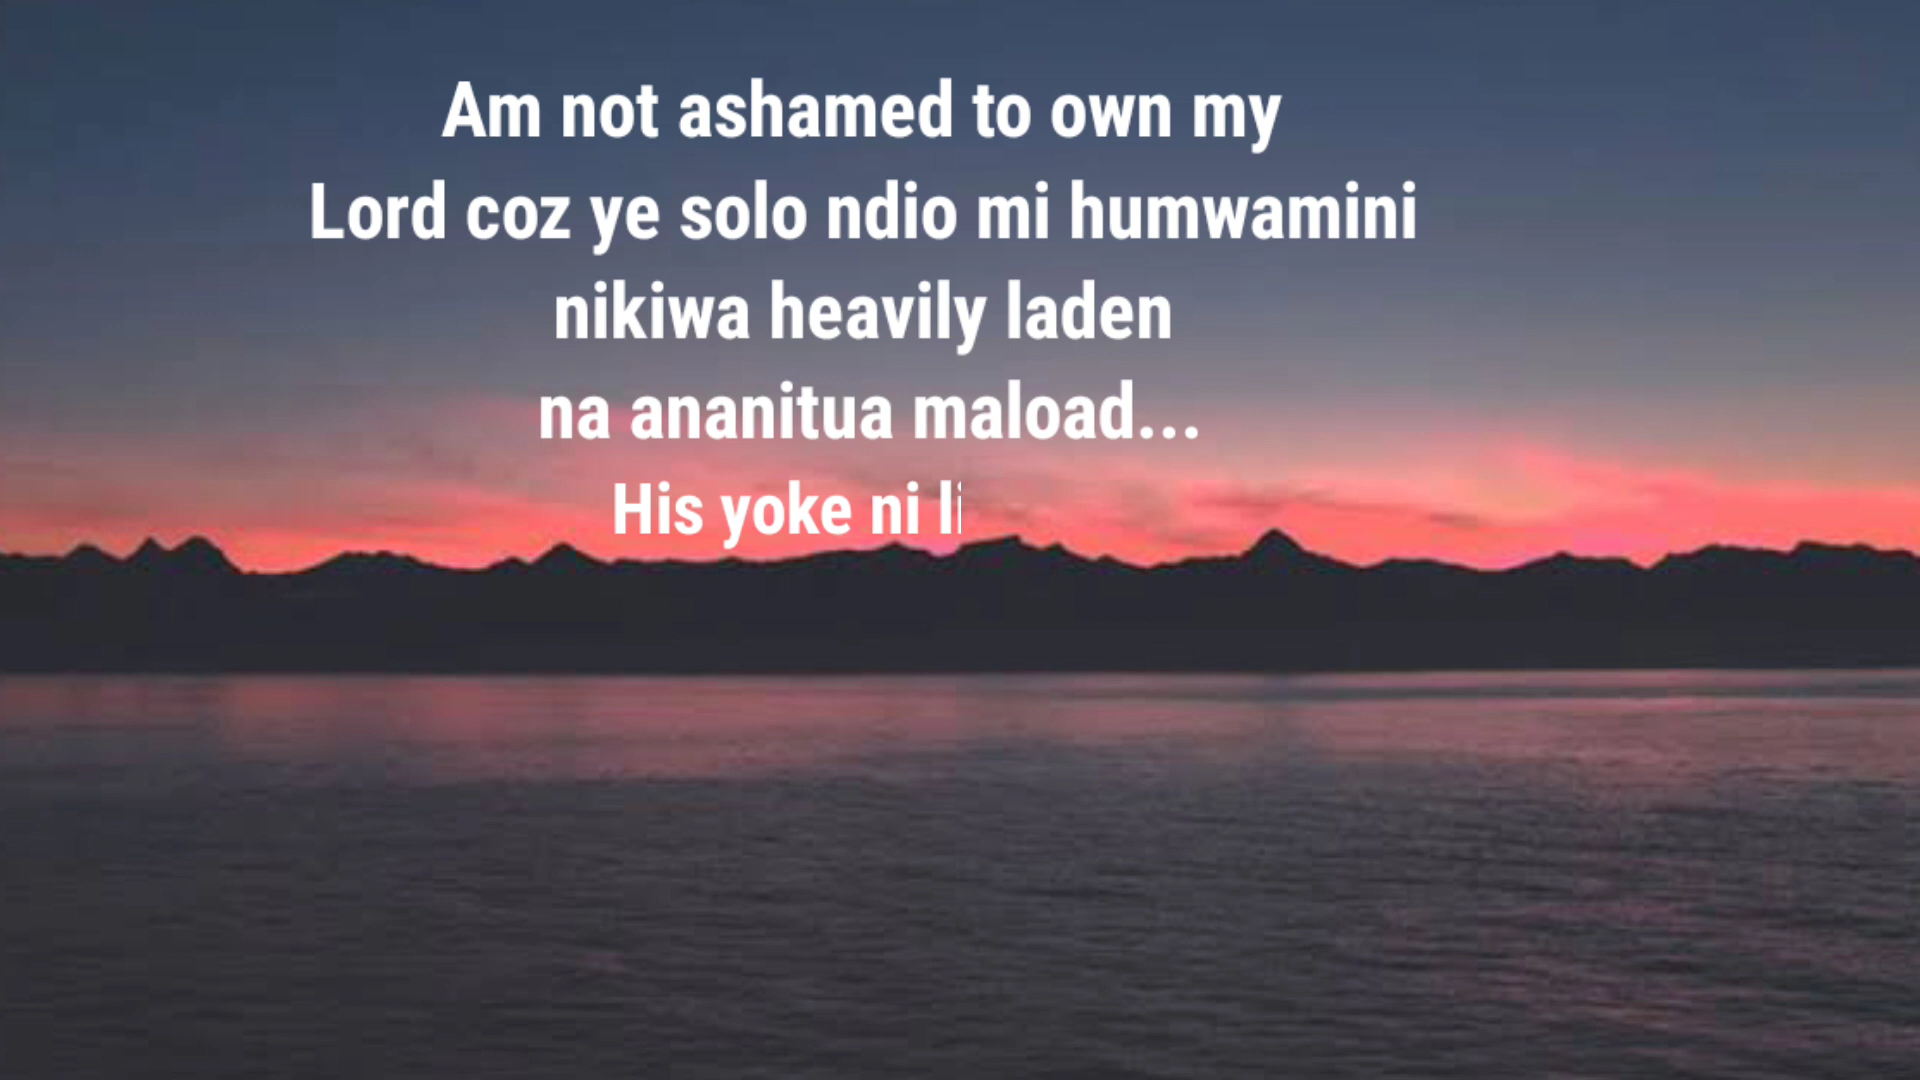 Am not ashamed to own my
Lord coz ye solo ndio mi humwamini
nikiwa heavily laden
na ananitua maload...
His yoke ni li